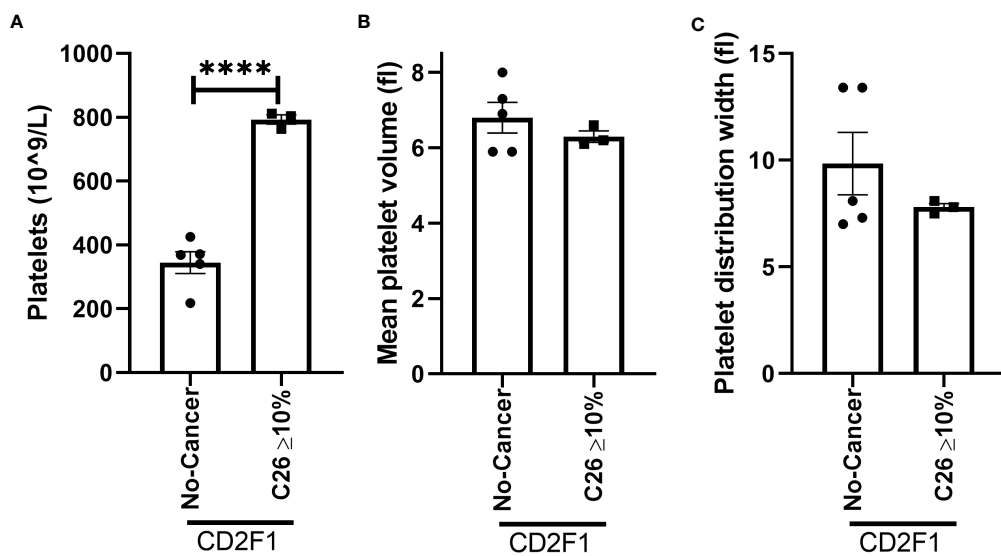 A
Platelets (10^9/L)
1000
800
600
400
200
0
****
No-Cancer
C26 ≥10%
CD2F1
B
Mean platelet volume (fl)
8
6
4
2
0
No-Cancer
C26 ≥10%
CD2F1
C
Platelet distribution width (fl)
15
10
5
0
No-Cancer
C26 ≥10%
CD2F1